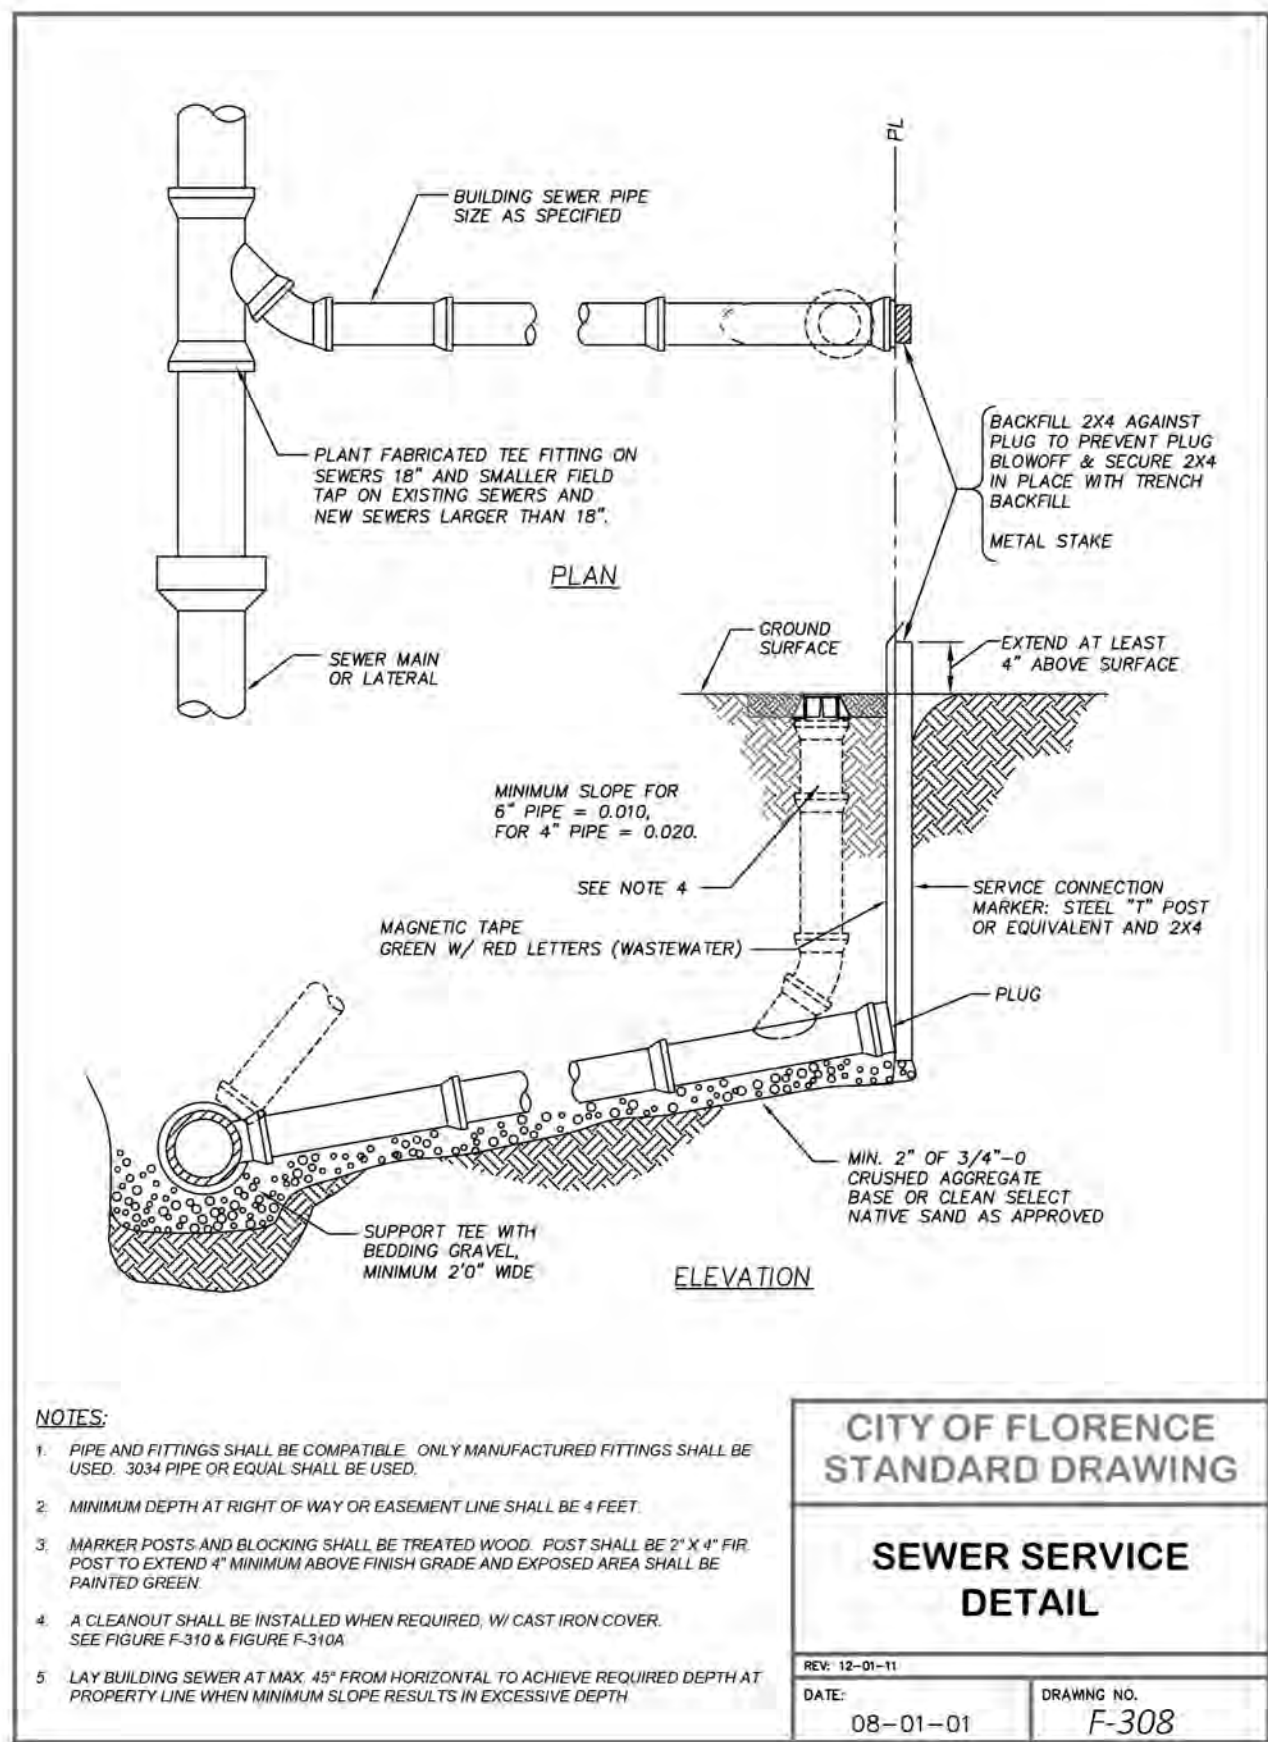 PL
BUILDING SEWER PIPE
SIZE AS SPECIFIED
PLANT FABRICATED TEE FITTING ON
SEWERS 18" AND SMALLER FIELD
TAP ON EXISTING SEWERS AND
NEW SEWERS LARGER THAN 18".
BACKFILL 2X4 AGAINST
PLUG TO PREVENT PLUG
BLOWOFF & SECURE 2X4
IN PLACE WITH TRENCH
BACKFILL
METAL STAKE
PLAN
SEWER MAIN
OR LATERAL
GROUND
SURFACE
EXTEND AT LEAST
4" ABOVE SURFACE
MINIMUM SLOPE FOR
6" PIPE = 0.010,
FOR 4" PIPE = 0.020.
SEE NOTE 4
MAGNETIC TAPE
GREEN W/ RED LETTERS (WASTEWATER)
SERVICE CONNECTION
MARKER: STEEL "T" POST
OR EQUIVALENT AND 2X4
PLUG
MIN. 2" OF 3/4"-0
CRUSHED AGGREGATE
BASE OR CLEAN SELECT
NATIVE SAND AS APPROVED
SUPPORT TEE WITH
BEDDING GRAVEL,
MINIMUM 2'0" WIDE
ELEVATION
NOTES:
1. PIPE AND FITTINGS SHALL BE COMPATIBLE. ONLY MANUFACTURED FITTINGS SHALL BE
USED. 3034 PIPE OR EQUAL SHALL BE USED.
2. MINIMUM DEPTH AT RIGHT OF WAY OR EASEMENT LINE SHALL BE 4 FEET.
3. MARKER POSTS AND BLOCKING SHALL BE TREATED WOOD. POST SHALL BE 2" X 4" FIR.
POST TO EXTEND 4" MINIMUM ABOVE FINISH GRADE AND EXPOSED AREA SHALL BE
PAINTED GREEN.
4. A CLEANOUT SHALL BE INSTALLED WHEN REQUIRED, W/ CAST IRON COVER.
SEE FIGURE F-310 & FIGURE F-310A
5. LAY BUILDING SEWER AT MAX. 45° FROM HORIZONTAL TO ACHIEVE REQUIRED DEPTH AT
PROPERTY LINE WHEN MINIMUM SLOPE RESULTS IN EXCESSIVE DEPTH
CITY OF FLORENCE
STANDARD DRAWING
SEWER SERVICE
DETAIL
REV: 12-01-11
DATE:
08-01-01
DRAWING NO.
F-308